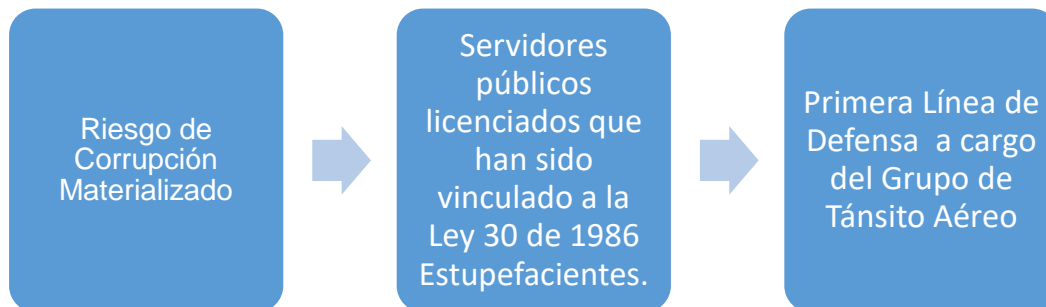 Riesgo de
Corrupción
Materializado
Servidores
públicos
licenciados que
han sido
vinculado a la
Ley 30 de 1986
Estupefacientes.
Primera Línea de
Defensa a cargo
del Grupo de
Tánsito Aéreo